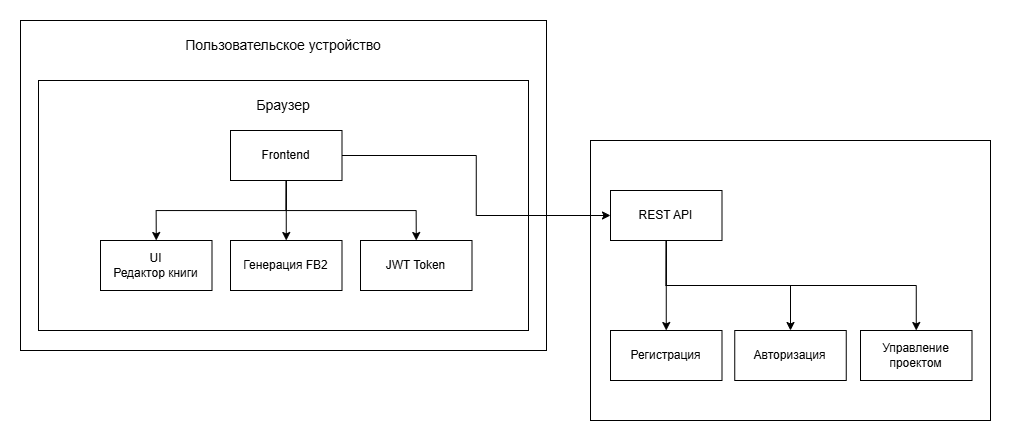 Пользовательское устройство
Браузер
Frontend
UI
Редактор книги
Генерация FB2
JWT Token
REST API
Регистрация
Авторизация
Управление
проектом